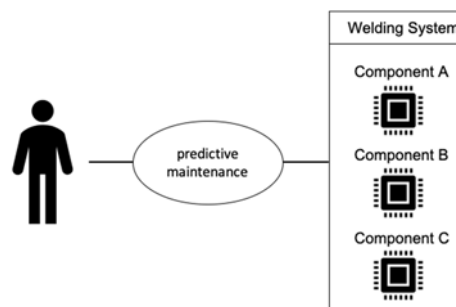 Welding System
Component A
predictive
maintenance
Component B
Component C